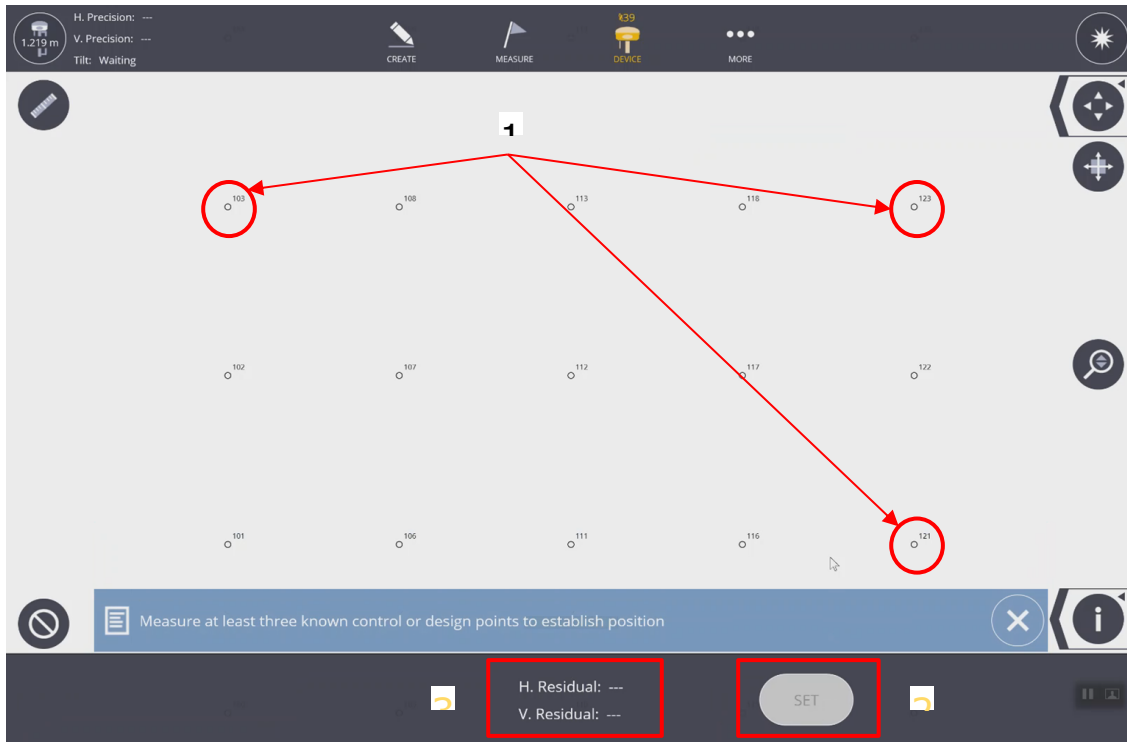 H. Precision: ---
1.219 m
V. Precision: ---
Tilt: Waiting
CREATE
MEASURE
39
DEVICE
MORE
1
103
108
113
118
123
102
107
112
117
122
101
106
111
116
121
Measure at least three known control or design points to establish position
i
H. Residual: ---
V. Residual: ---
SET